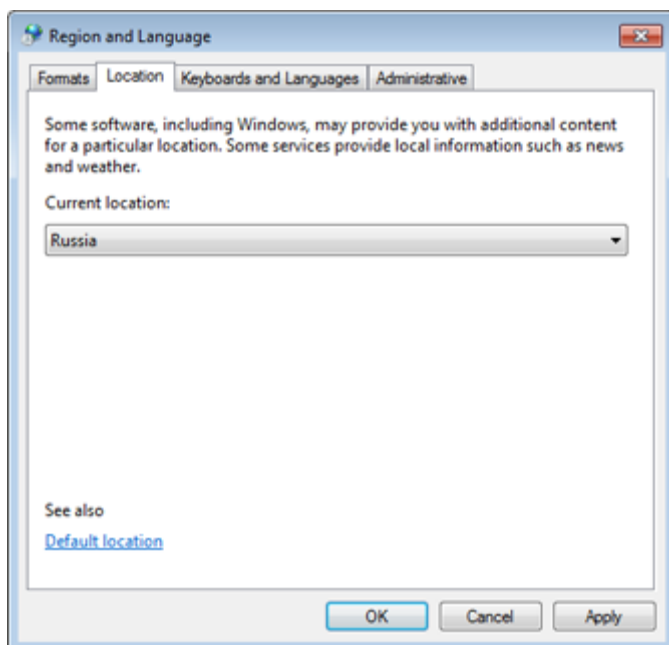 Region and Language
Formats Location Keyboards and Languages Administrative
Some software, including Windows, may provide you with additional content
for a particular location. Some services provide local information such as news
and weather.
Current location:
Russia
See also
Default location
OK Cancel Apply